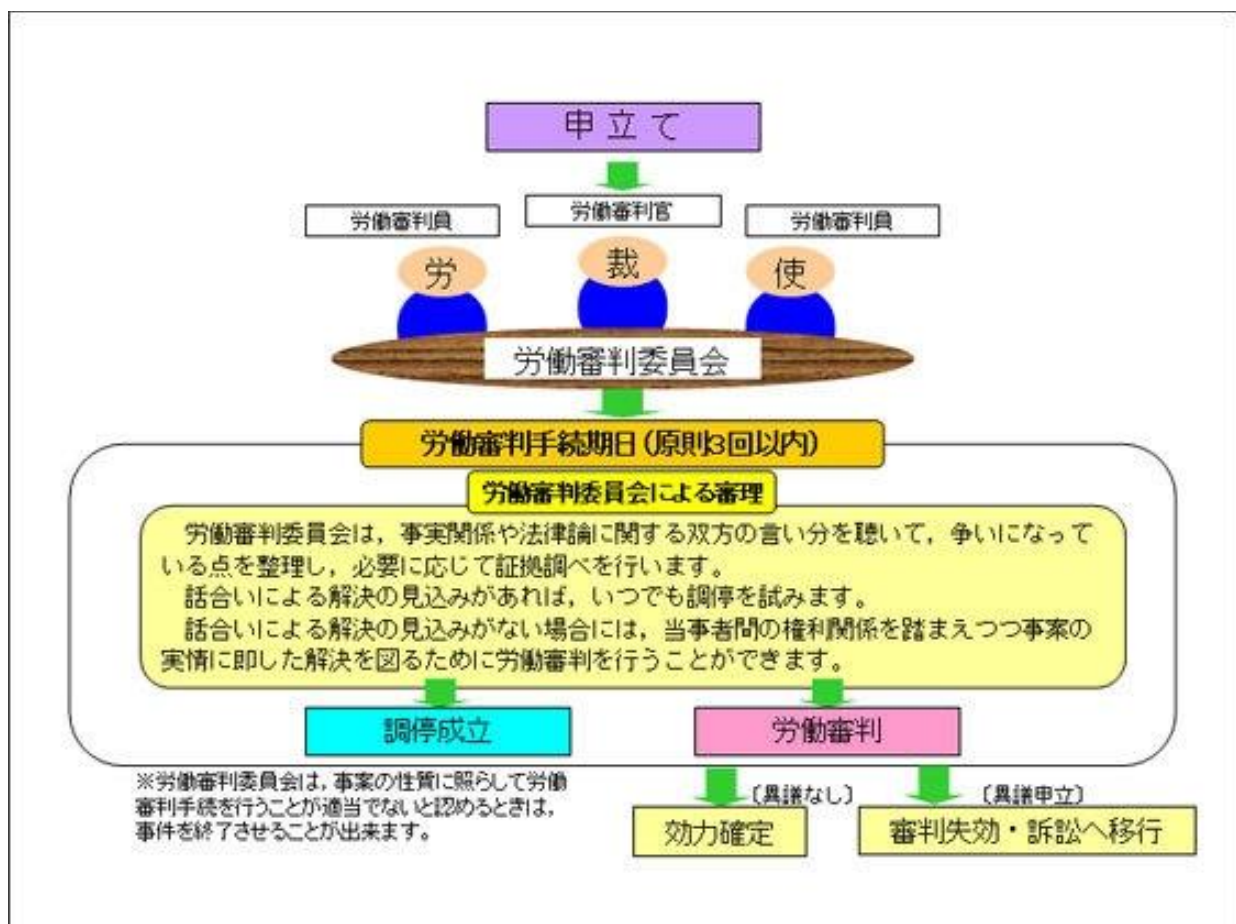 申立て
労働審判員
労働審判官
労働審判員
労
裁
使
労働審判委員会
労働審判手続期日(原則3回以内)
労働審判委員会による審理
労働審判委員会は，事実関係や法律論に関する双方の言い分を聴いて，争いになって
いる点を整理し，必要に応じて証拠調べを行います。
話合いによる解決の見込みがあれば，いつでも調停を試みます。
話合いによる解決の見込みがない場合には，当事者間の権利関係を踏まえつつ事案の
実情に即した解決を図るために労働審判を行うことができます。
調停成立
労働審判
※労働審判委員会は，事案の性質に照らして労働
審判手続を行うことが適当でないと認めるときは，
事件を終了させることが出来ます。
〔異議なし〕
〔異議申立〕
効力確定
審判失効・訴訟へ移行